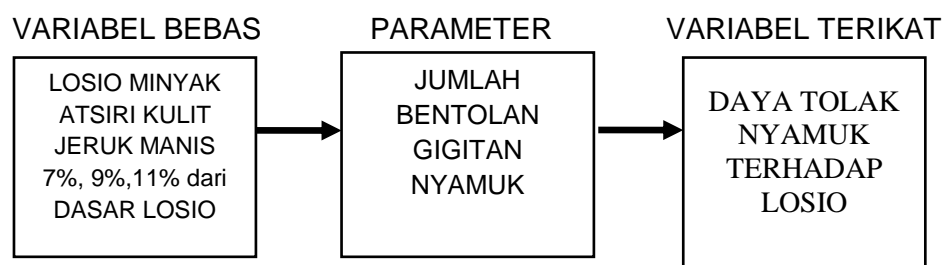 VARIABEL BEBAS
LOSIO MINYAK
ATSIRI KULIT
JERUK MANIS
7%, 9%,11% dari
DASAR LOSIO
PARAMETER
JUMLAH
BENTOLAN
GIGITAN
NYAMUK
VARIABEL TERIKAT
DAYA TOLAK
NYAMUK
TERHADAP
LOSIO